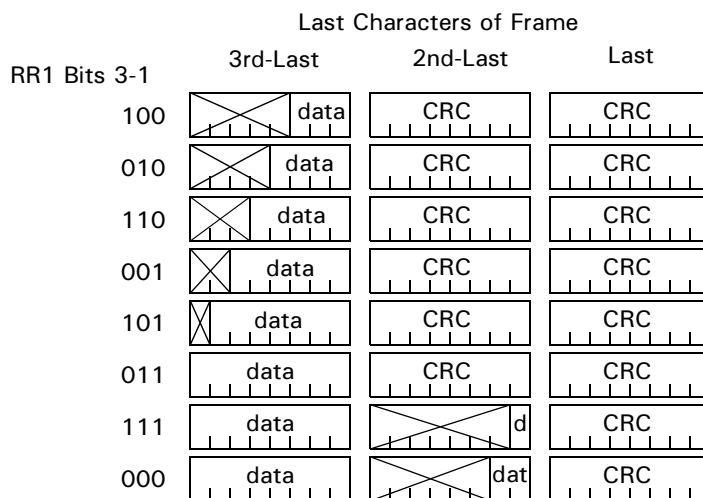 Last Characters of Frame
RR1 Bits 3-1 3rd-Last 2nd-Last Last
100 data CRC CRC
010 data CRC CRC
110 data CRC CRC
001 data CRC CRC
101 data CRC CRC
011 data CRC CRC
111 data d CRC
000 data dat CRC